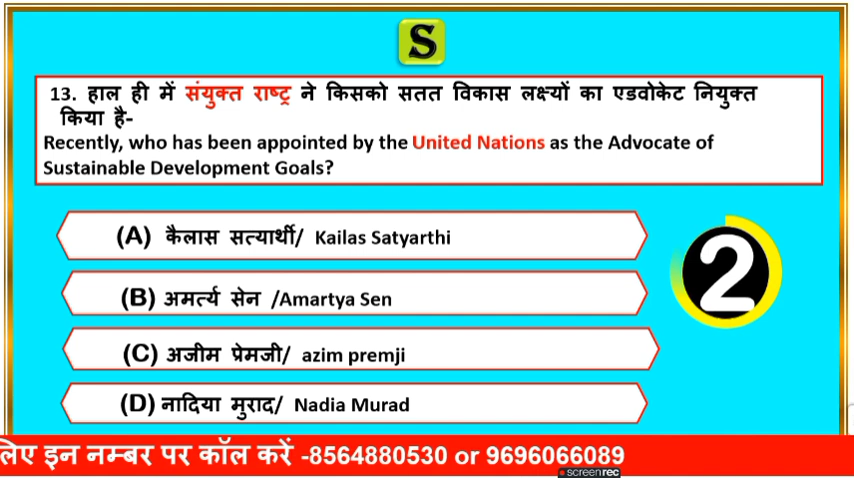 S
13. हाल ही में संयुक्त राष्ट्र ने किसको सतत विकास लक्ष्यों का एडवोकेट नियुक्त
किया है-
Recently, who has been appointed by the United Nations as the Advocate of
Sustainable Development Goals?
(A) कैलास सत्यार्थी/ Kailas Satyarthi
2
(B) अमर्त्य सेन /Amartya Sen
(C) अजीम प्रेमजी/ azim premji
(D) नादिया मुराद/ Nadia Murad
लिए इन नम्बर पर कॉल करें -8564880530 or 9696066089
screenrec